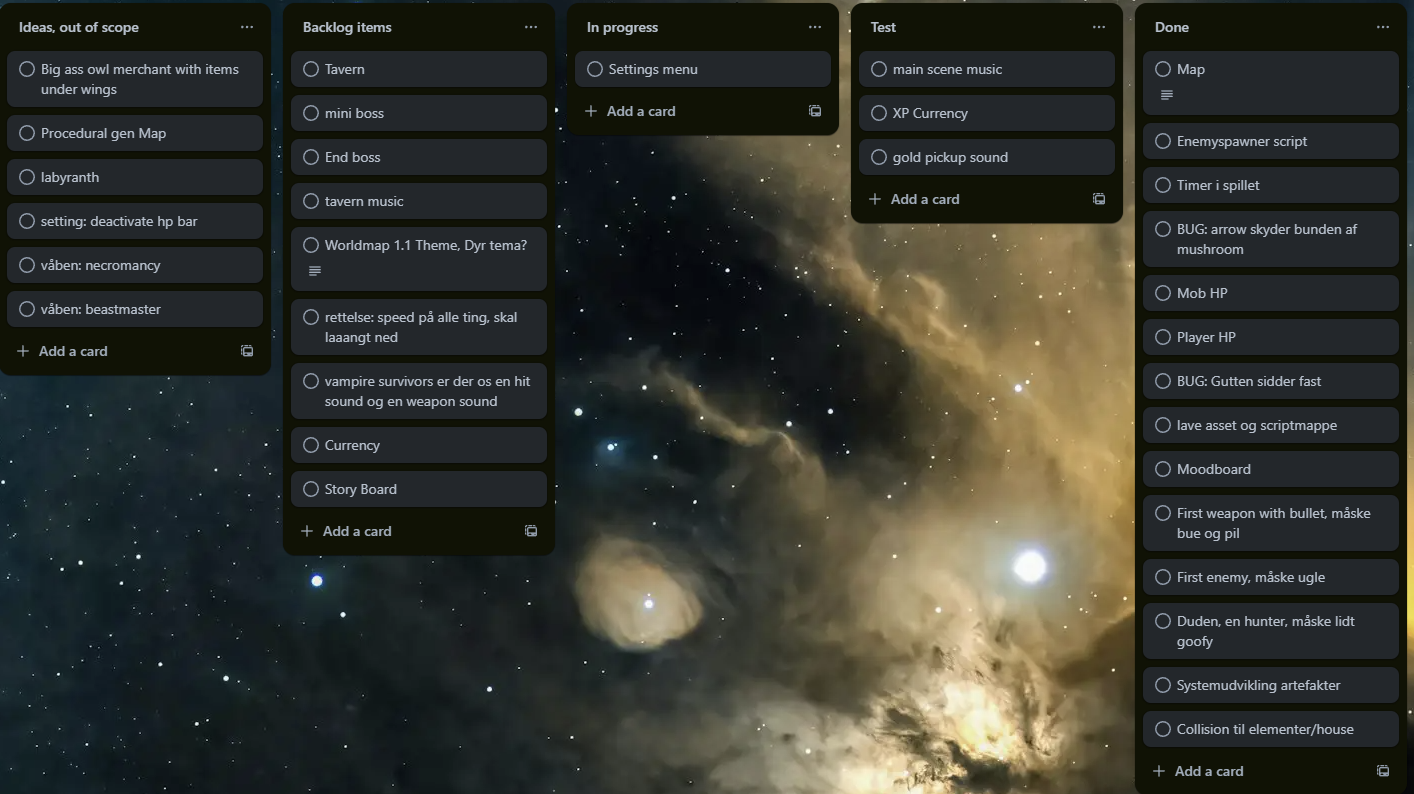 Ideas, out of scope
Big ass owl merchant with items
under wings
Procedural gen Map
labyranth
setting: deactivate hp bar
våben: necromancy
våben: beastmaster
Add a card
Backlog items
Tavern
mini boss
End boss
tavern music
Worldmap 1.1 Theme, Dyr tema?
rettelse: speed på alle ting, skal
laaangt ned
vampire survivors er der os en hit
sound og en weapon sound
Currency
Story Board
Add a card
In progress
Settings menu
Add a card
Test
main scene music
XP Currency
gold pickup sound
Add a card
Done
Map
Enemyspawner script
Timer i spillet
BUG: arrow skyder bunden af
mushroom
Mob HP
Player HP
BUG: Gutten sidder fast
lave asset og scriptmappe
Moodboard
First weapon with bullet, måske
bue og pil
First enemy, måske ugle
Duden, en hunter, måske lidt
goofy
Systemudvikling artefakter
Collision til elementer/house
Add a card